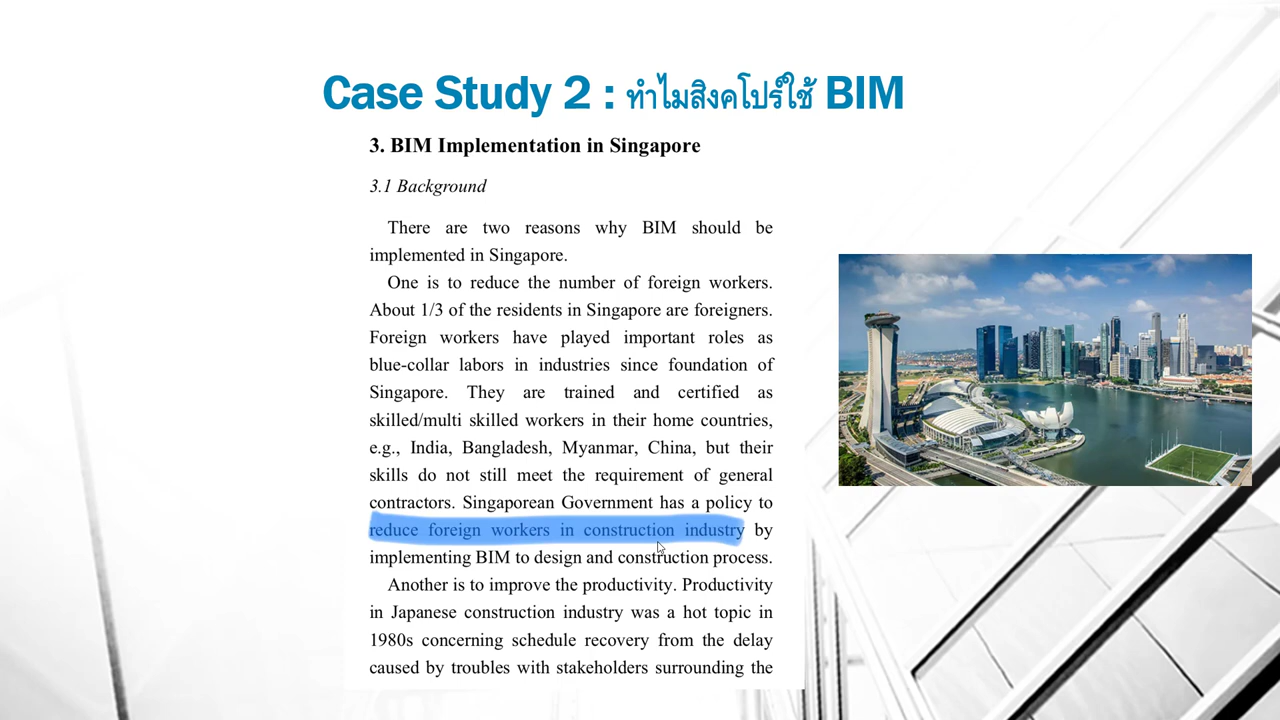 Case Study 2 : ทำไมสิงคโปร์ใช้ BIM
3. BIM Implementation in Singapore
3.1 Background
There are two reasons why BIM should be
implemented in Singapore.
One is to reduce the number of foreign workers.
About 1/3 of the residents in Singapore are foreigners.
Foreign workers have played important roles as
blue-collar labors in industries since foundation of
Singapore. They are trained and certified as
skilled/multi skilled workers in their home countries,
e.g., India, Bangladesh, Myanmar, China, but their
skills do not still meet the requirement of general
contractors. Singaporean Government has a policy to
reduce foreign workers in construction industry by
implementing BIM to design and construction process.
Another is to improve the productivity. Productivity
in Japanese construction industry was a hot topic in
1980s concerning schedule recovery from the delay
caused by troubles with stakeholders surrounding the